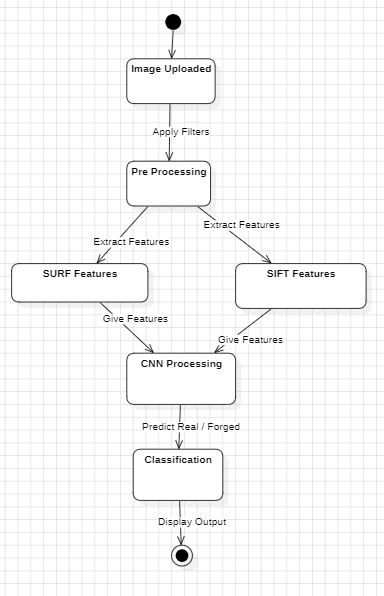 Image Uploaded
Apply Filters
Pre Processing
Extract Features
Extract Features
SURF Features
SIFT Features
Give Features
Give Features
CNN Processing
Predict Real / Forged
Classification
Display Output